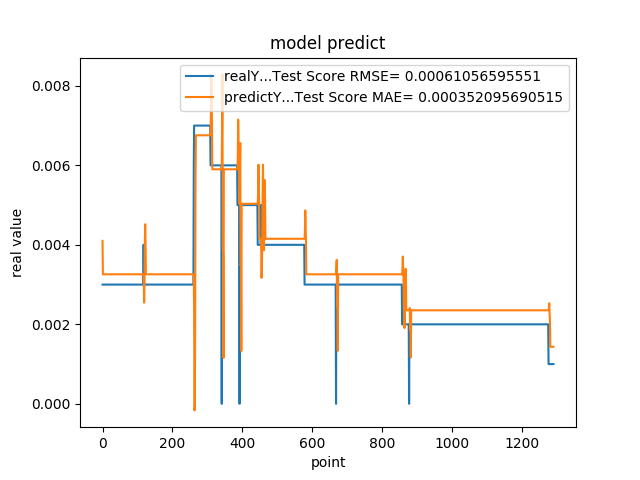 model predict
realY...Test Score RMSE= 0.00061056595551
predictY...Test Score MAE= 0.000352095690515
real value
0.008
0.006
0.004
0.002
0.000
0 200 400 600 800 1000 1200
point